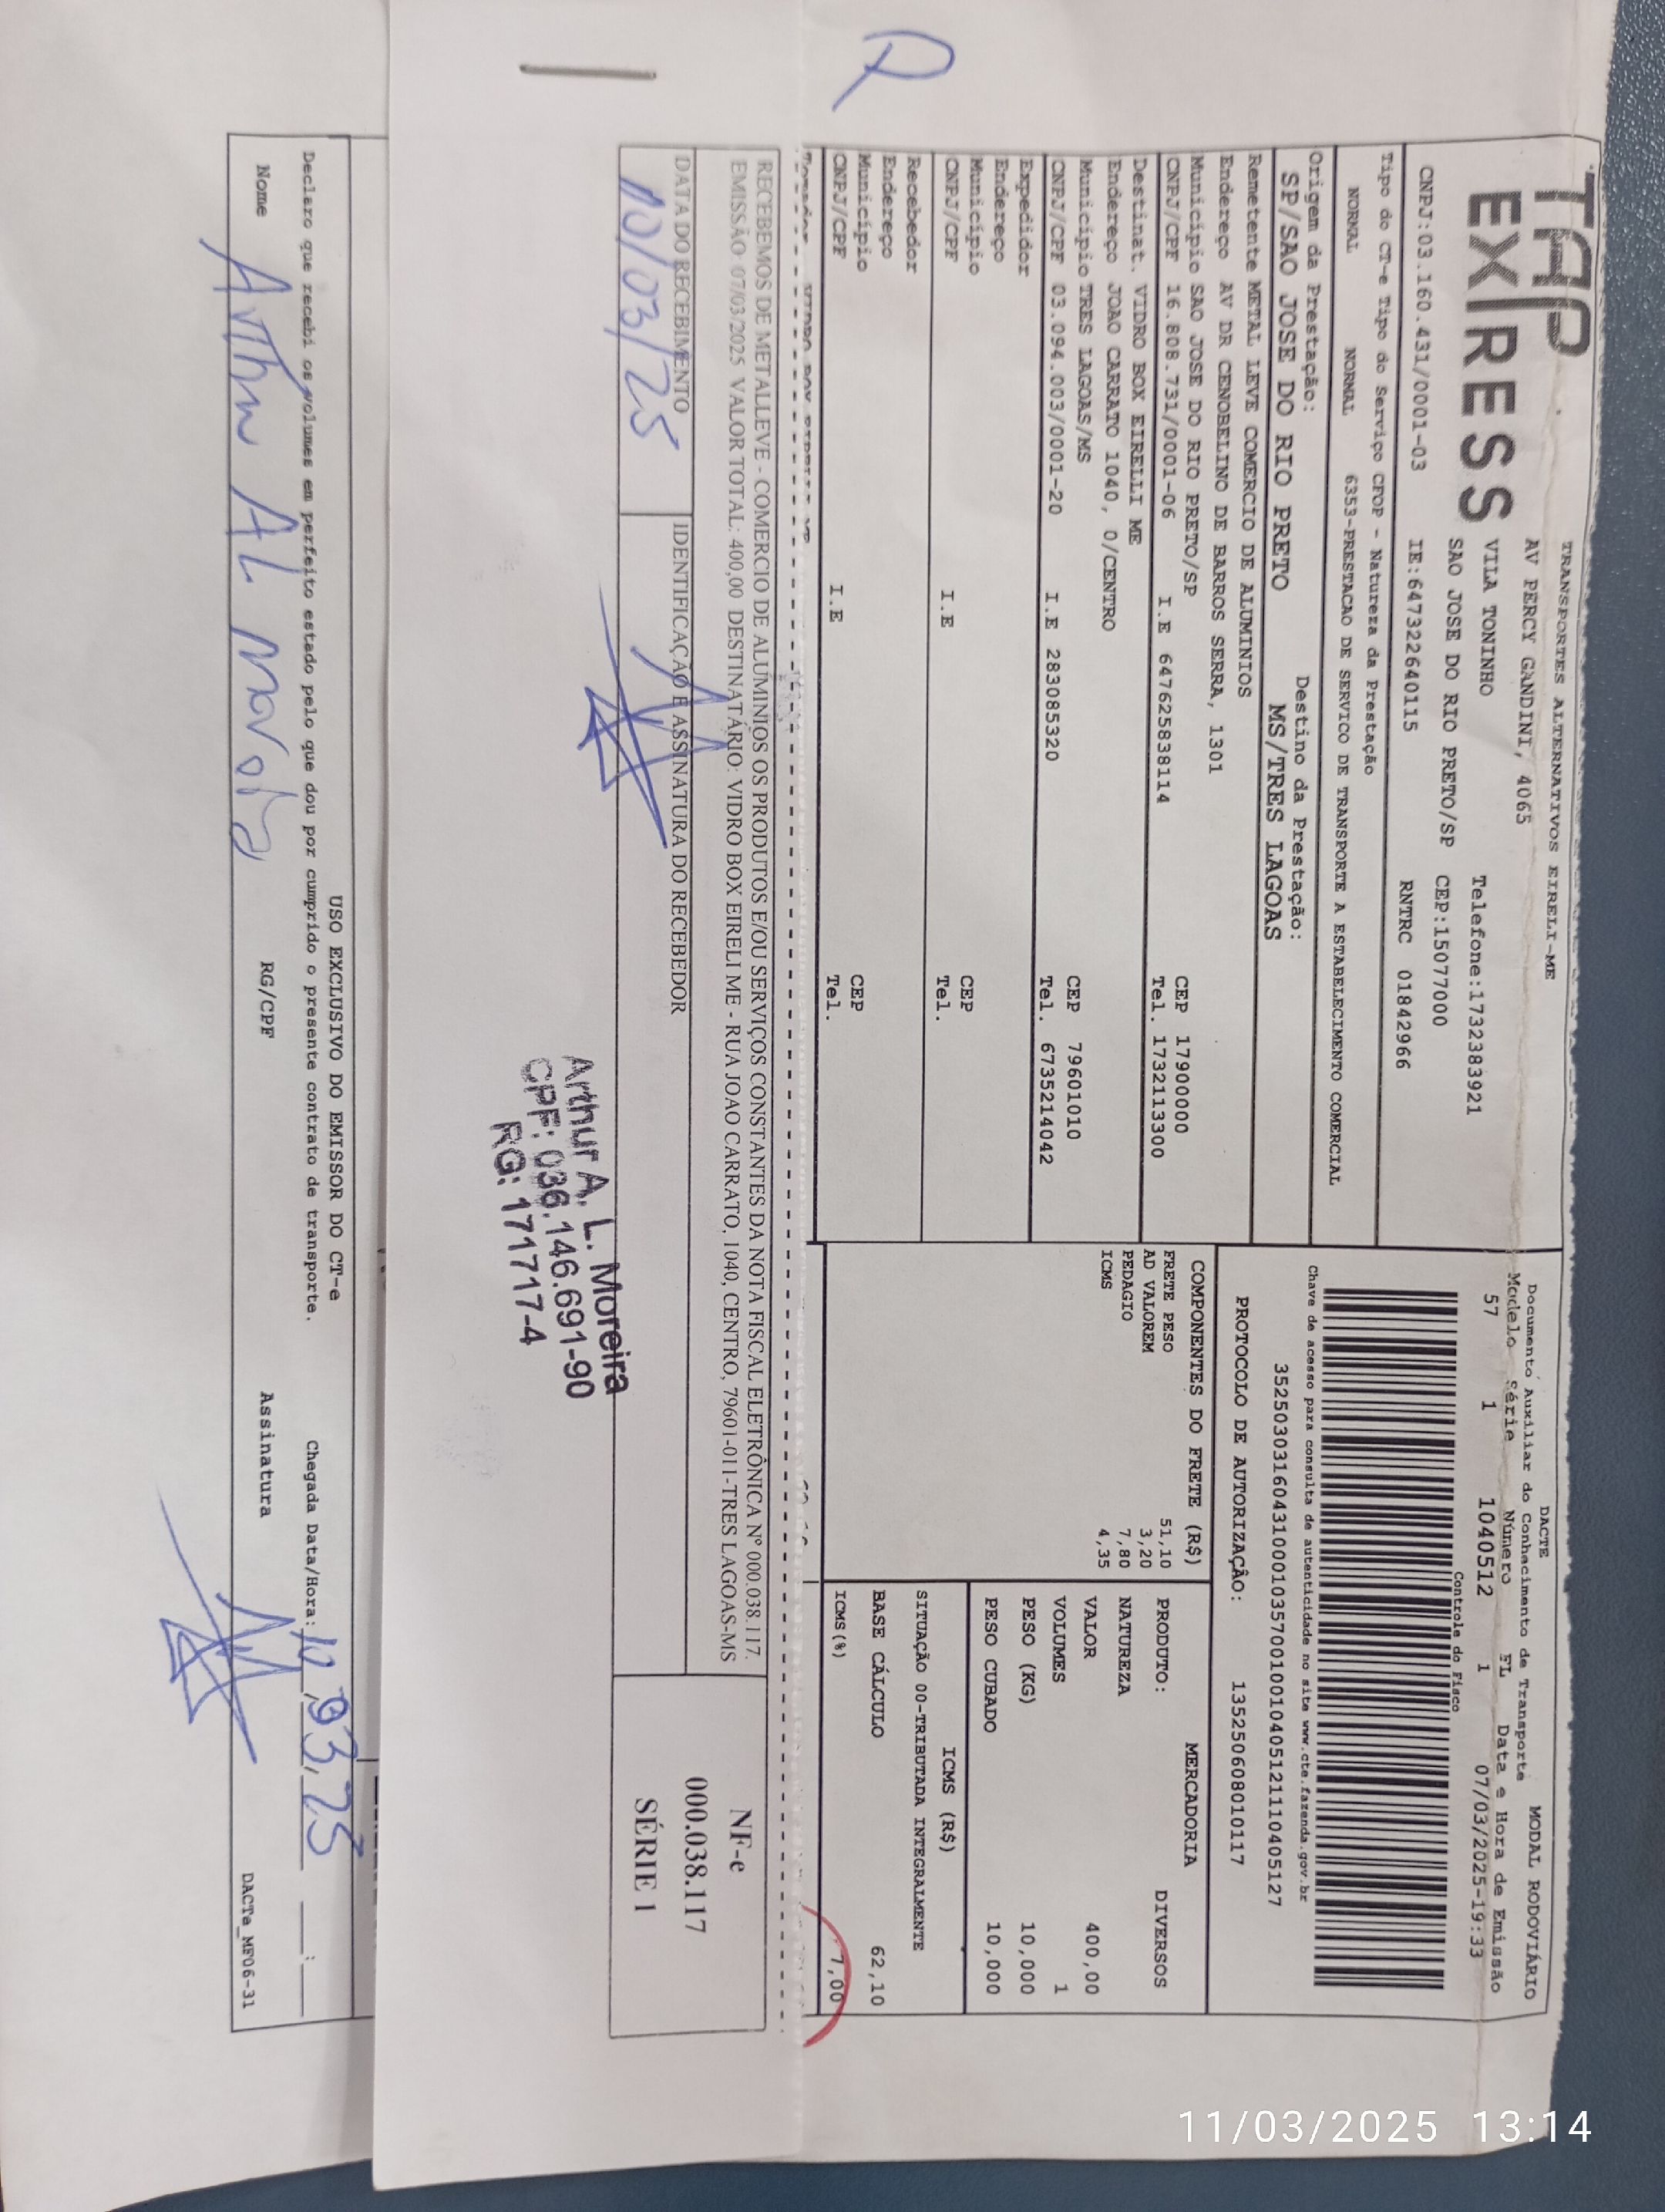 TAP
EXPRESS
TRANSPORTES ALTERNATIVOS EIRELI-ME
AV PERCY GANDINI, 4065
VILA TONINHO Telefone:1732383921
SAO JOSE DO RIO PRETO/SP CEP:15077000
CNPJ:03.160.431/0001-03 IE:647322640115 RNTRC 01842966
Tipo do CT-e Tipo do Serviço CFOP - Natureza da Prestação
NORMAL NORMAL 6353-PRESTACAO DE SERVICO DE TRANSPORTE A ESTABELECIMENTO COMERCIAL
Origem da Prestação: Destino da Prestação:
SP/SAO JOSE DO RIO PRETO MS/TRES LAGOAS
Remetente METAL LEVE COMERCIO DE ALUMINIOS
Endereço AV DR CENOBELINO DE BARROS SERRA, 1301
Município SAO JOSE DO RIO PRETO/SP CEP 17900000
CNPJ/CPF 16.808.731/0001-06 I.E 647625838114 Tel. 1732113300
Destinat. VIDRO BOX EIRELLI ME
Endereço JOAO CARRATO 1040, 0/CENTRO
Município TRES LAGOAS/MS CEP 79601010
CNPJ/CPF 03.094.003/0001-20 I.E 283085320 Tel. 6735214042
Expedidor
Endereço
Município CEP
CNPJ/CPF I.E Tel.
Recebedor
Endereço
Município CEP
CNPJ/CPF I.E Tel.
DACTE MODAL RODOVIÁRIO
Documento Auxiliar do Conhecimento de Transporte
Modelo Série Número FL Data e Hora de Emissão
57 1 1040512 1 07/03/2025-19:33
Controle do Fisco
Chave de acesso para consulta de autenticidade no site www.cte.fazenda.gov.br
35250303160431000103570010010405121110405127
PROTOCOLO DE AUTORIZAÇÃO: 135250608010117
COMPONENTES DO FRETE (R$)
FRETE PESO 51,10
AD VALOREM 3,20
PEDAGIO 7,80
ICMS 4,35
MERCADORIA
PRODUTO: DIVERSOS
NATUREZA
VALOR 400,00
VOLUMES 1
PESO (KG) 10,000
PESO CUBADO 10,000
ICMS (R$)
SITUAÇÃO 00-TRIBUTADA INTEGRALMENTE
BASE CÁLCULO 62,10
ICMS(%) 7,00
RECEBEMOS DE METALLEVE - COMERCIO DE ALUMINIOS OS PRODUTOS E/OU SERVIÇOS CONSTANTES DA NOTA FISCAL ELETRÔNICA Nº 000.038.117.
EMISSÃO: 07/03/2025 VALOR TOTAL: 400,00 DESTINATÁRIO: VIDRO BOX EIRELI ME - RUA JOAO CARRATO, 1040, CENTRO, 79601-011-TRES LAGOAS-MS
DATA DO RECEBIMENTO IDENTIFICAÇÃO E ASSINATURA DO RECEBEDOR
10/03/25
NF-e
000.038.117
SÉRIE 1
Arthur A. L. Moreira
CPF: 036.146.691-90
RG: 171717-4
USO EXCLUSIVO DO EMISSOR DO CT-e
Declaro que recebi os volumes em perfeito estado pelo que dou por cumprido o presente contrato de transporte. Chegada Data/Hora: 10/03/25
Nome RG/CPF Assinatura DACTe_MF06-31
11/03/2025 13:14